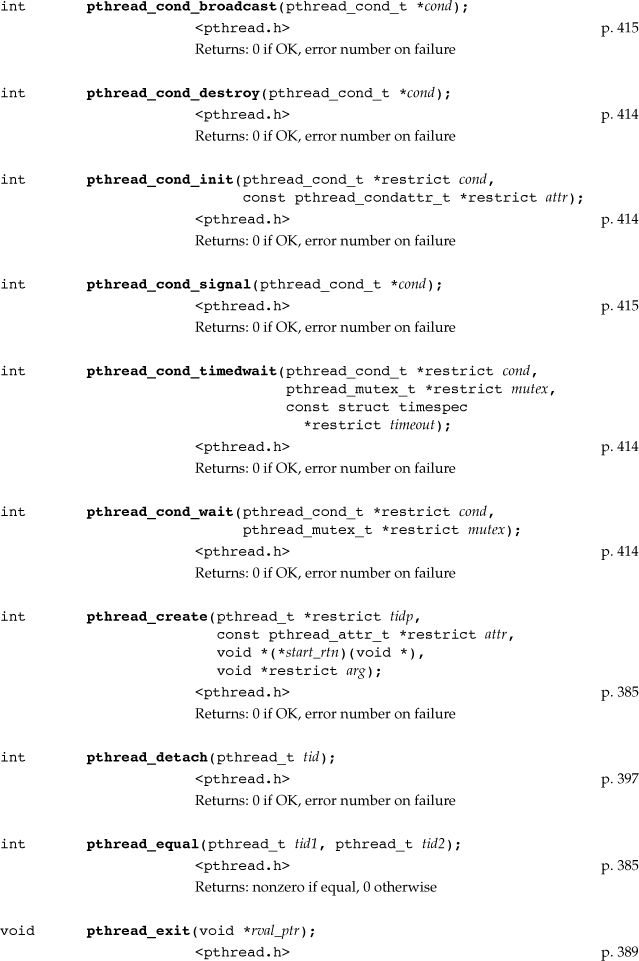 int pthread_cond_broadcast(pthread_cond_t *cond);
<pthread.h> p. 415
Returns: 0 if OK, error number on failure
int pthread_cond_destroy(pthread_cond_t *cond);
<pthread.h> p. 414
Returns: 0 if OK, error number on failure
int pthread_cond_init(pthread_cond_t *restrict cond,
const pthread_condattr_t *restrict attr);
<pthread.h> p. 414
Returns: 0 if OK, error number on failure
int pthread_cond_signal(pthread_cond_t *cond);
<pthread.h> p. 415
Returns: 0 if OK, error number on failure
int pthread_cond_timedwait(pthread_cond_t *restrict cond,
pthread_mutex_t *restrict mutex,
const struct timespec
*restrict timeout);
<pthread.h> p. 414
Returns: 0 if OK, error number on failure
int pthread_cond_wait(pthread_cond_t *restrict cond,
pthread_mutex_t *restrict mutex);
<pthread.h> p. 414
Returns: 0 if OK, error number on failure
int pthread_create(pthread_t *restrict tidp,
const pthread_attr_t *restrict attr,
void *(*start_rtn)(void *),
void *restrict arg);
<pthread.h> p. 385
Returns: 0 if OK, error number on failure
int pthread_detach(pthread_t tid);
<pthread.h> p. 397
Returns: 0 if OK, error number on failure
int pthread_equal(pthread_t tid1, pthread_t tid2);
<pthread.h> p. 385
Returns: nonzero if equal, 0 otherwise
void pthread_exit(void *rval_ptr);
<pthread.h> p. 389